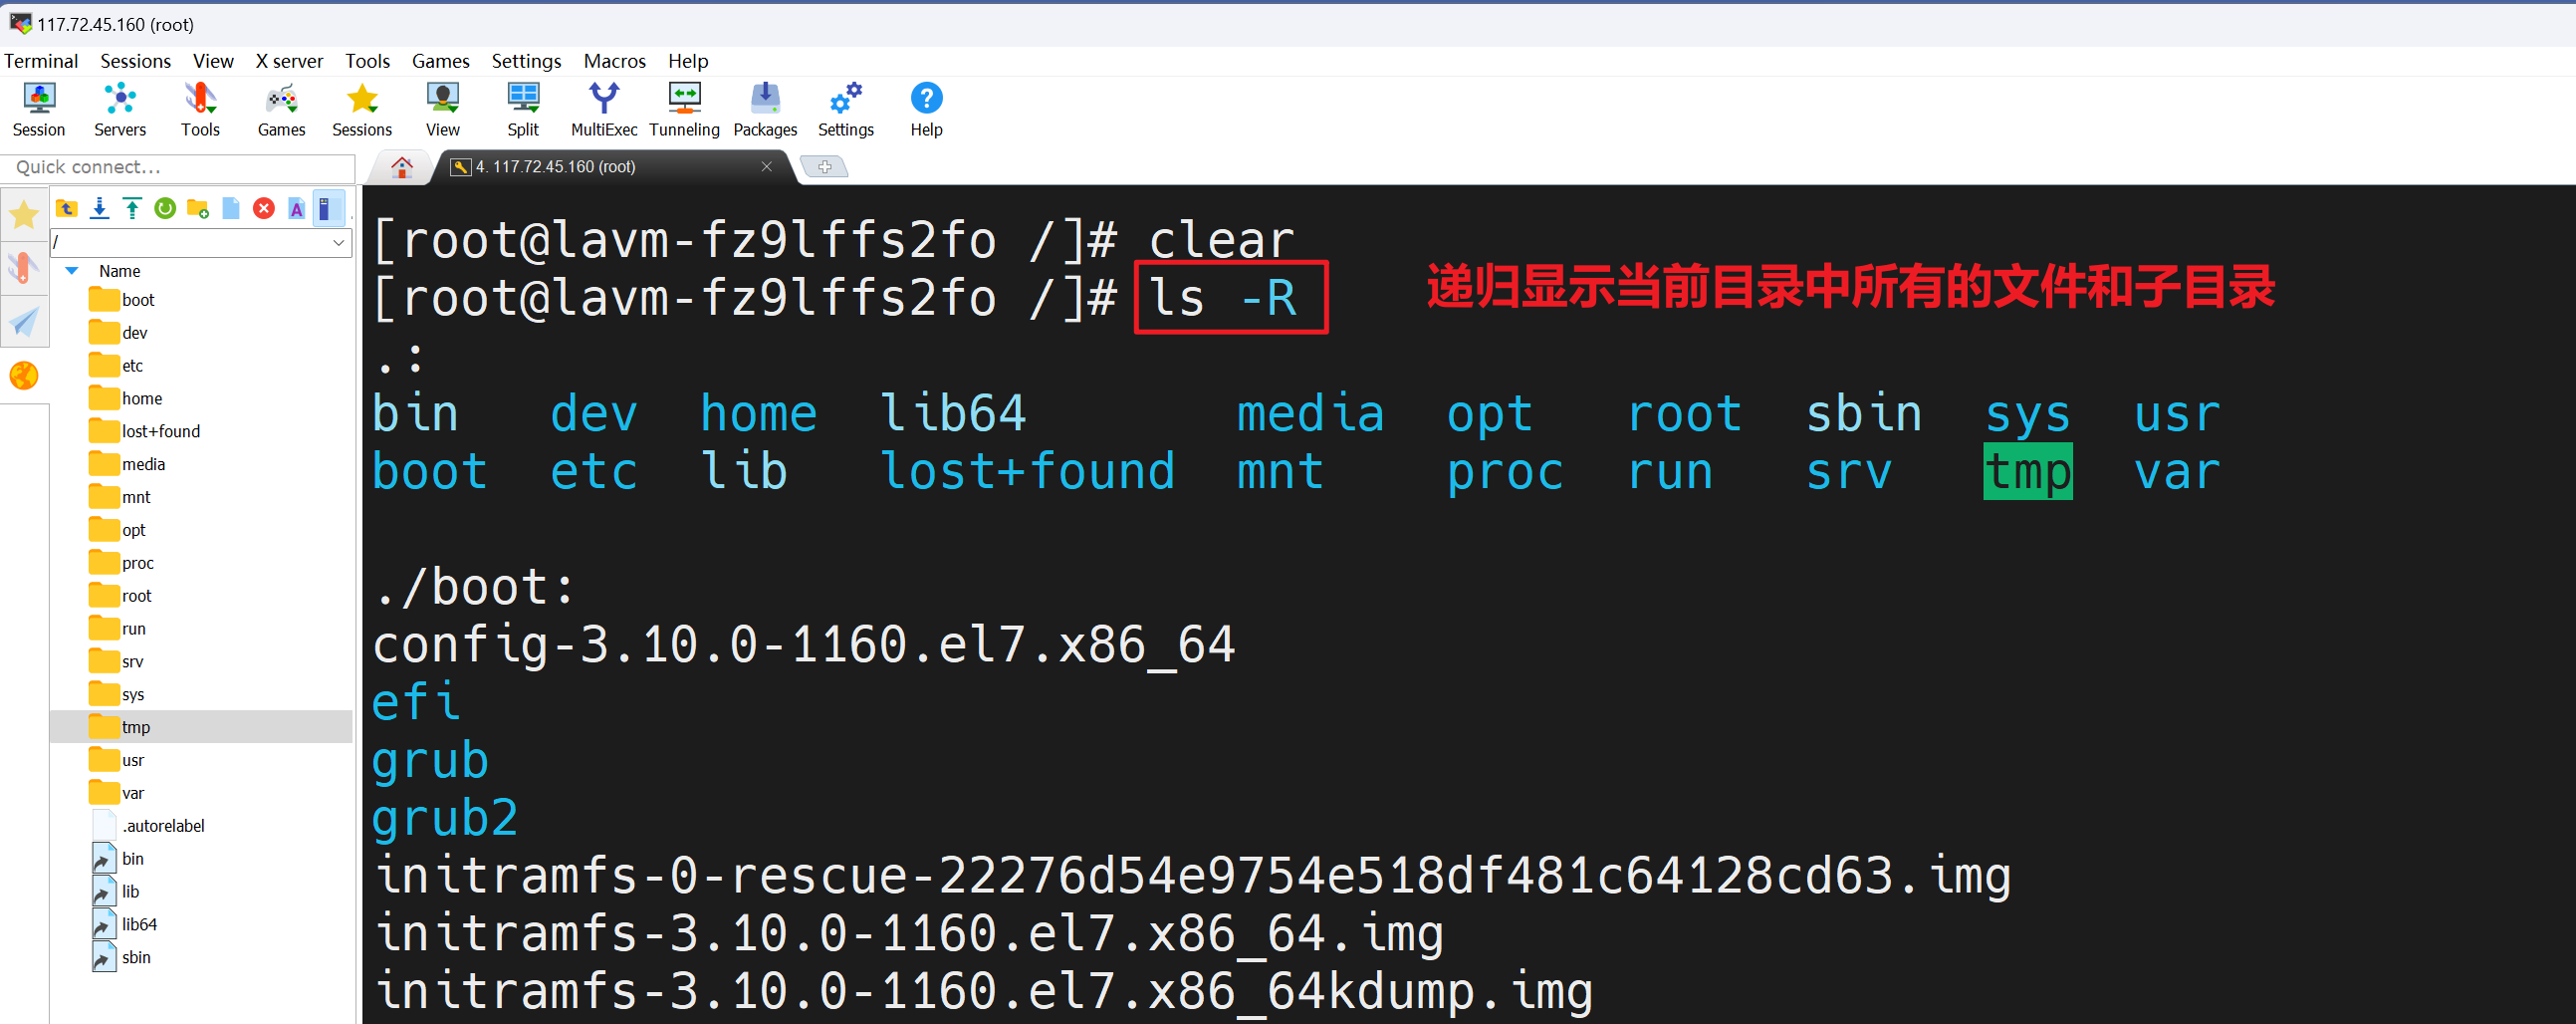 117.72.45.160 (root)
Terminal Sessions View X server Tools Games Settings Macros Help
Session Servers Tools Games Sessions View Split MultiExec Tunneling Packages Settings Help
Quick connect...
4. 117.72.45.160 (root)
/
Name
boot
dev
etc
home
lost+found
media
mnt
opt
proc
root
run
srv
sys
tmp
usr
var
.autorelabel
bin
lib
lib64
sbin
[root@lavm-fz9lffs2fo /]# clear
[root@lavm-fz9lffs2fo /]# ls -R
递归显示当前目录中所有的文件和子目录
.:
bin dev home lib64 media opt root sbin sys usr
boot etc lib lost+found mnt proc run srv tmp var
./boot:
config-3.10.0-1160.el7.x86_64
efi
grub
grub2
initramfs-0-rescue-22276d54e9754e518df481c64128cd63.img
initramfs-3.10.0-1160.el7.x86_64.img
initramfs-3.10.0-1160.el7.x86_64kdump.img